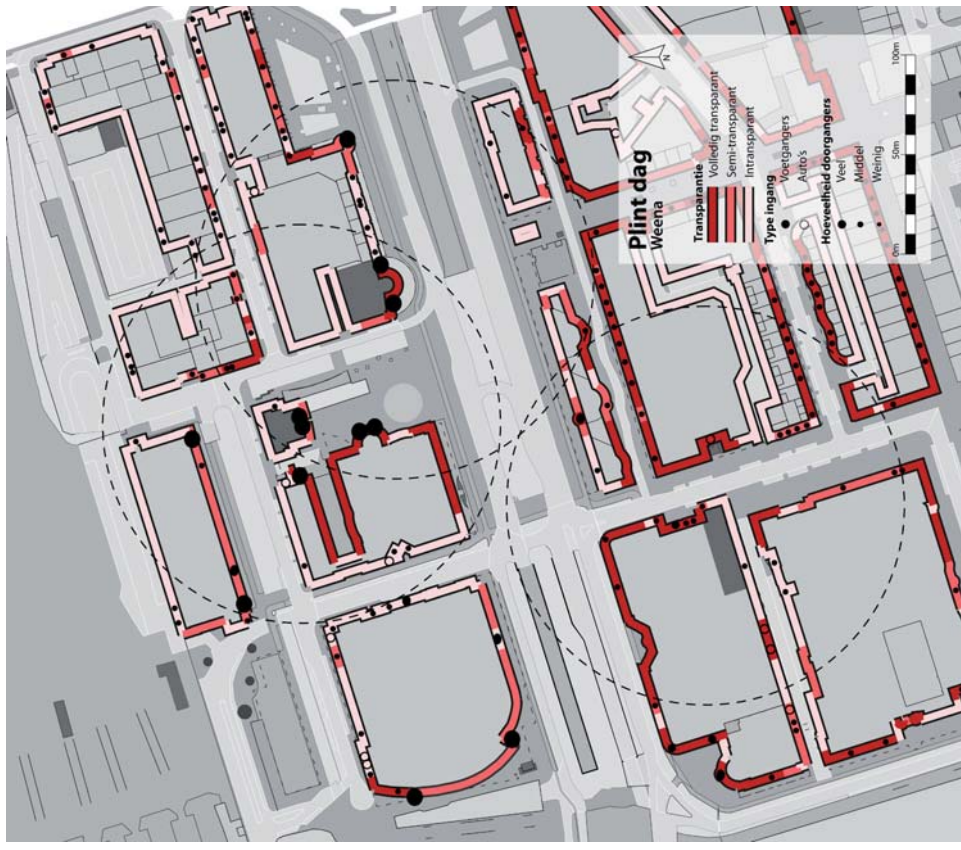 Plint dag
Weena
Transparantie
Volledig transparant
Semi-transparant
Intransparant
Type ingang
Voetgangers
Auto's
Hoeveelheid doorgangers
Veel
Middel
Weinig
N
0m
50m
100m